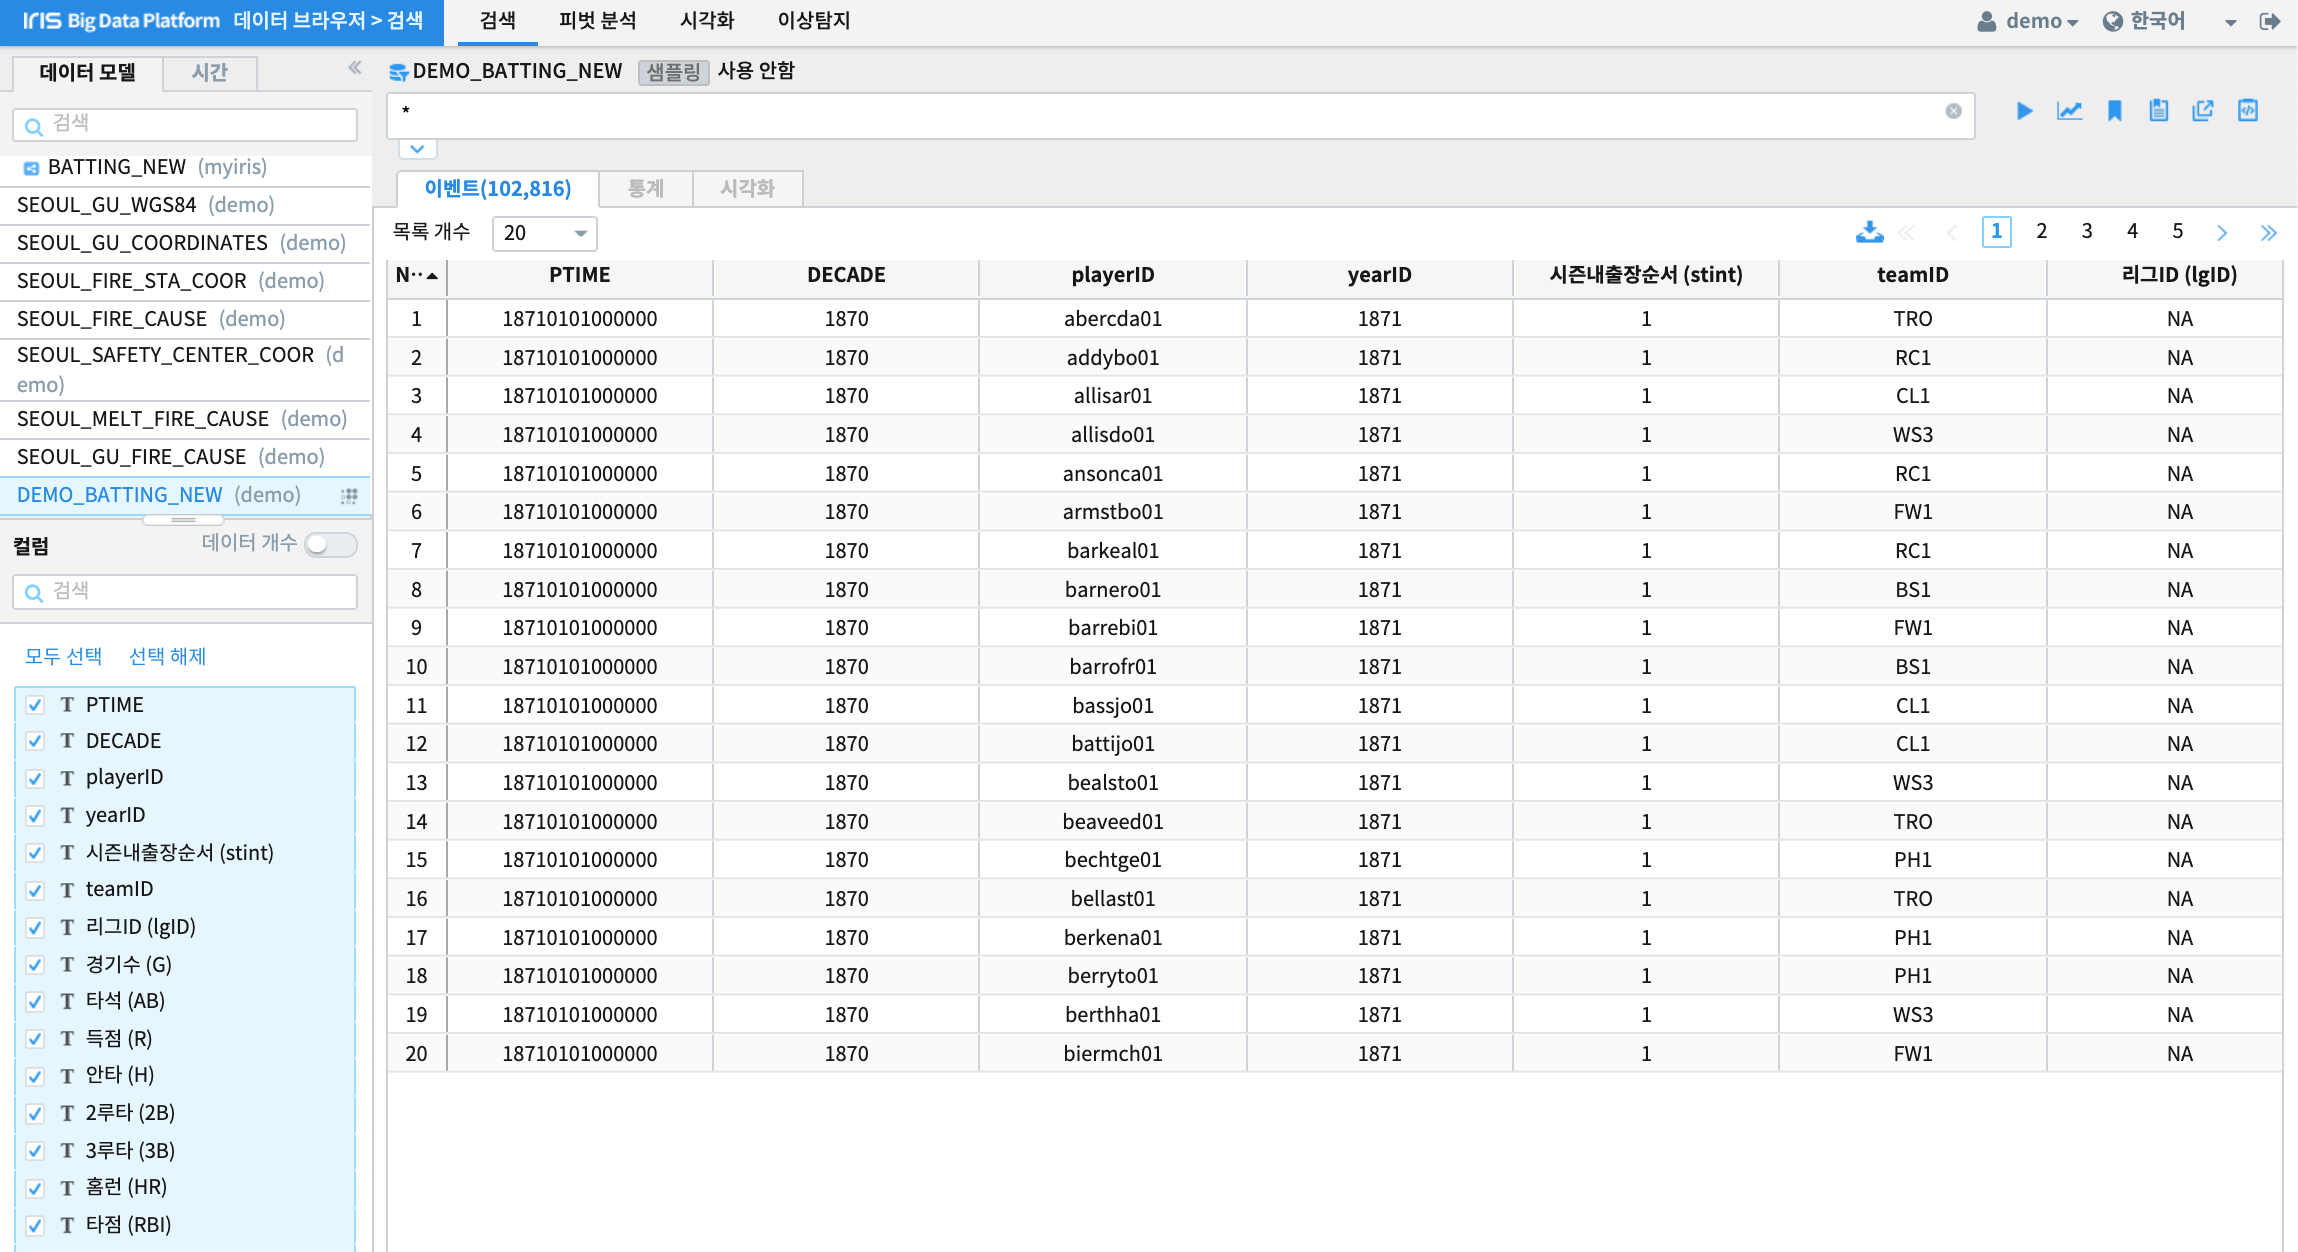 IRIS Big Data Platform 데이터 브라우저 > 검색 검색 피벗 분석 시각화 이상탐지 demo 한국어
데이터 모델 시간
검색
BATTING_NEW (myiris)
SEOUL_GU_WGS84 (demo)
SEOUL_GU_COORDINATES (demo)
SEOUL_FIRE_STA_COOR (demo)
SEOUL_FIRE_CAUSE (demo)
SEOUL_SAFETY_CENTER_COOR (d
emo)
SEOUL_MELT_FIRE_CAUSE (demo)
SEOUL_GU_FIRE_CAUSE (demo)
DEMO_BATTING_NEW (demo)
컬럼 데이터 개수
검색
모두 선택 선택 해제
T PTIME
T DECADE
T playerID
T yearID
T 시즌내출장순서 (stint)
T teamID
T 리그ID (lgID)
T 경기수 (G)
T 타석 (AB)
T 득점 (R)
T 안타 (H)
T 2루타 (2B)
T 3루타 (3B)
T 홈런 (HR)
T 타점 (RBI)
DEMO_BATTING_NEW 샘플링 사용 안함
*
이벤트(102,816) 통계 시각화
목록 개수 20 1 2 3 4 5
N·· PTIME DECADE playerID yearID 시즌내출장순서 (stint) teamID 리그ID (lgID)
1 18710101000000 1870 abercda01 1871 1 TRO NA
2 18710101000000 1870 addybo01 1871 1 RC1 NA
3 18710101000000 1870 allisar01 1871 1 CL1 NA
4 18710101000000 1870 allisdo01 1871 1 WS3 NA
5 18710101000000 1870 ansonca01 1871 1 RC1 NA
6 18710101000000 1870 armstbo01 1871 1 FW1 NA
7 18710101000000 1870 barkeal01 1871 1 RC1 NA
8 18710101000000 1870 barnero01 1871 1 BS1 NA
9 18710101000000 1870 barrebi01 1871 1 FW1 NA
10 18710101000000 1870 barrofr01 1871 1 BS1 NA
11 18710101000000 1870 bassjo01 1871 1 CL1 NA
12 18710101000000 1870 battijo01 1871 1 CL1 NA
13 18710101000000 1870 bealsto01 1871 1 WS3 NA
14 18710101000000 1870 beaveed01 1871 1 TRO NA
15 18710101000000 1870 bechtge01 1871 1 PH1 NA
16 18710101000000 1870 bellast01 1871 1 TRO NA
17 18710101000000 1870 berkena01 1871 1 PH1 NA
18 18710101000000 1870 berryto01 1871 1 PH1 NA
19 18710101000000 1870 berthha01 1871 1 WS3 NA
20 18710101000000 1870 biermch01 1871 1 FW1 NA